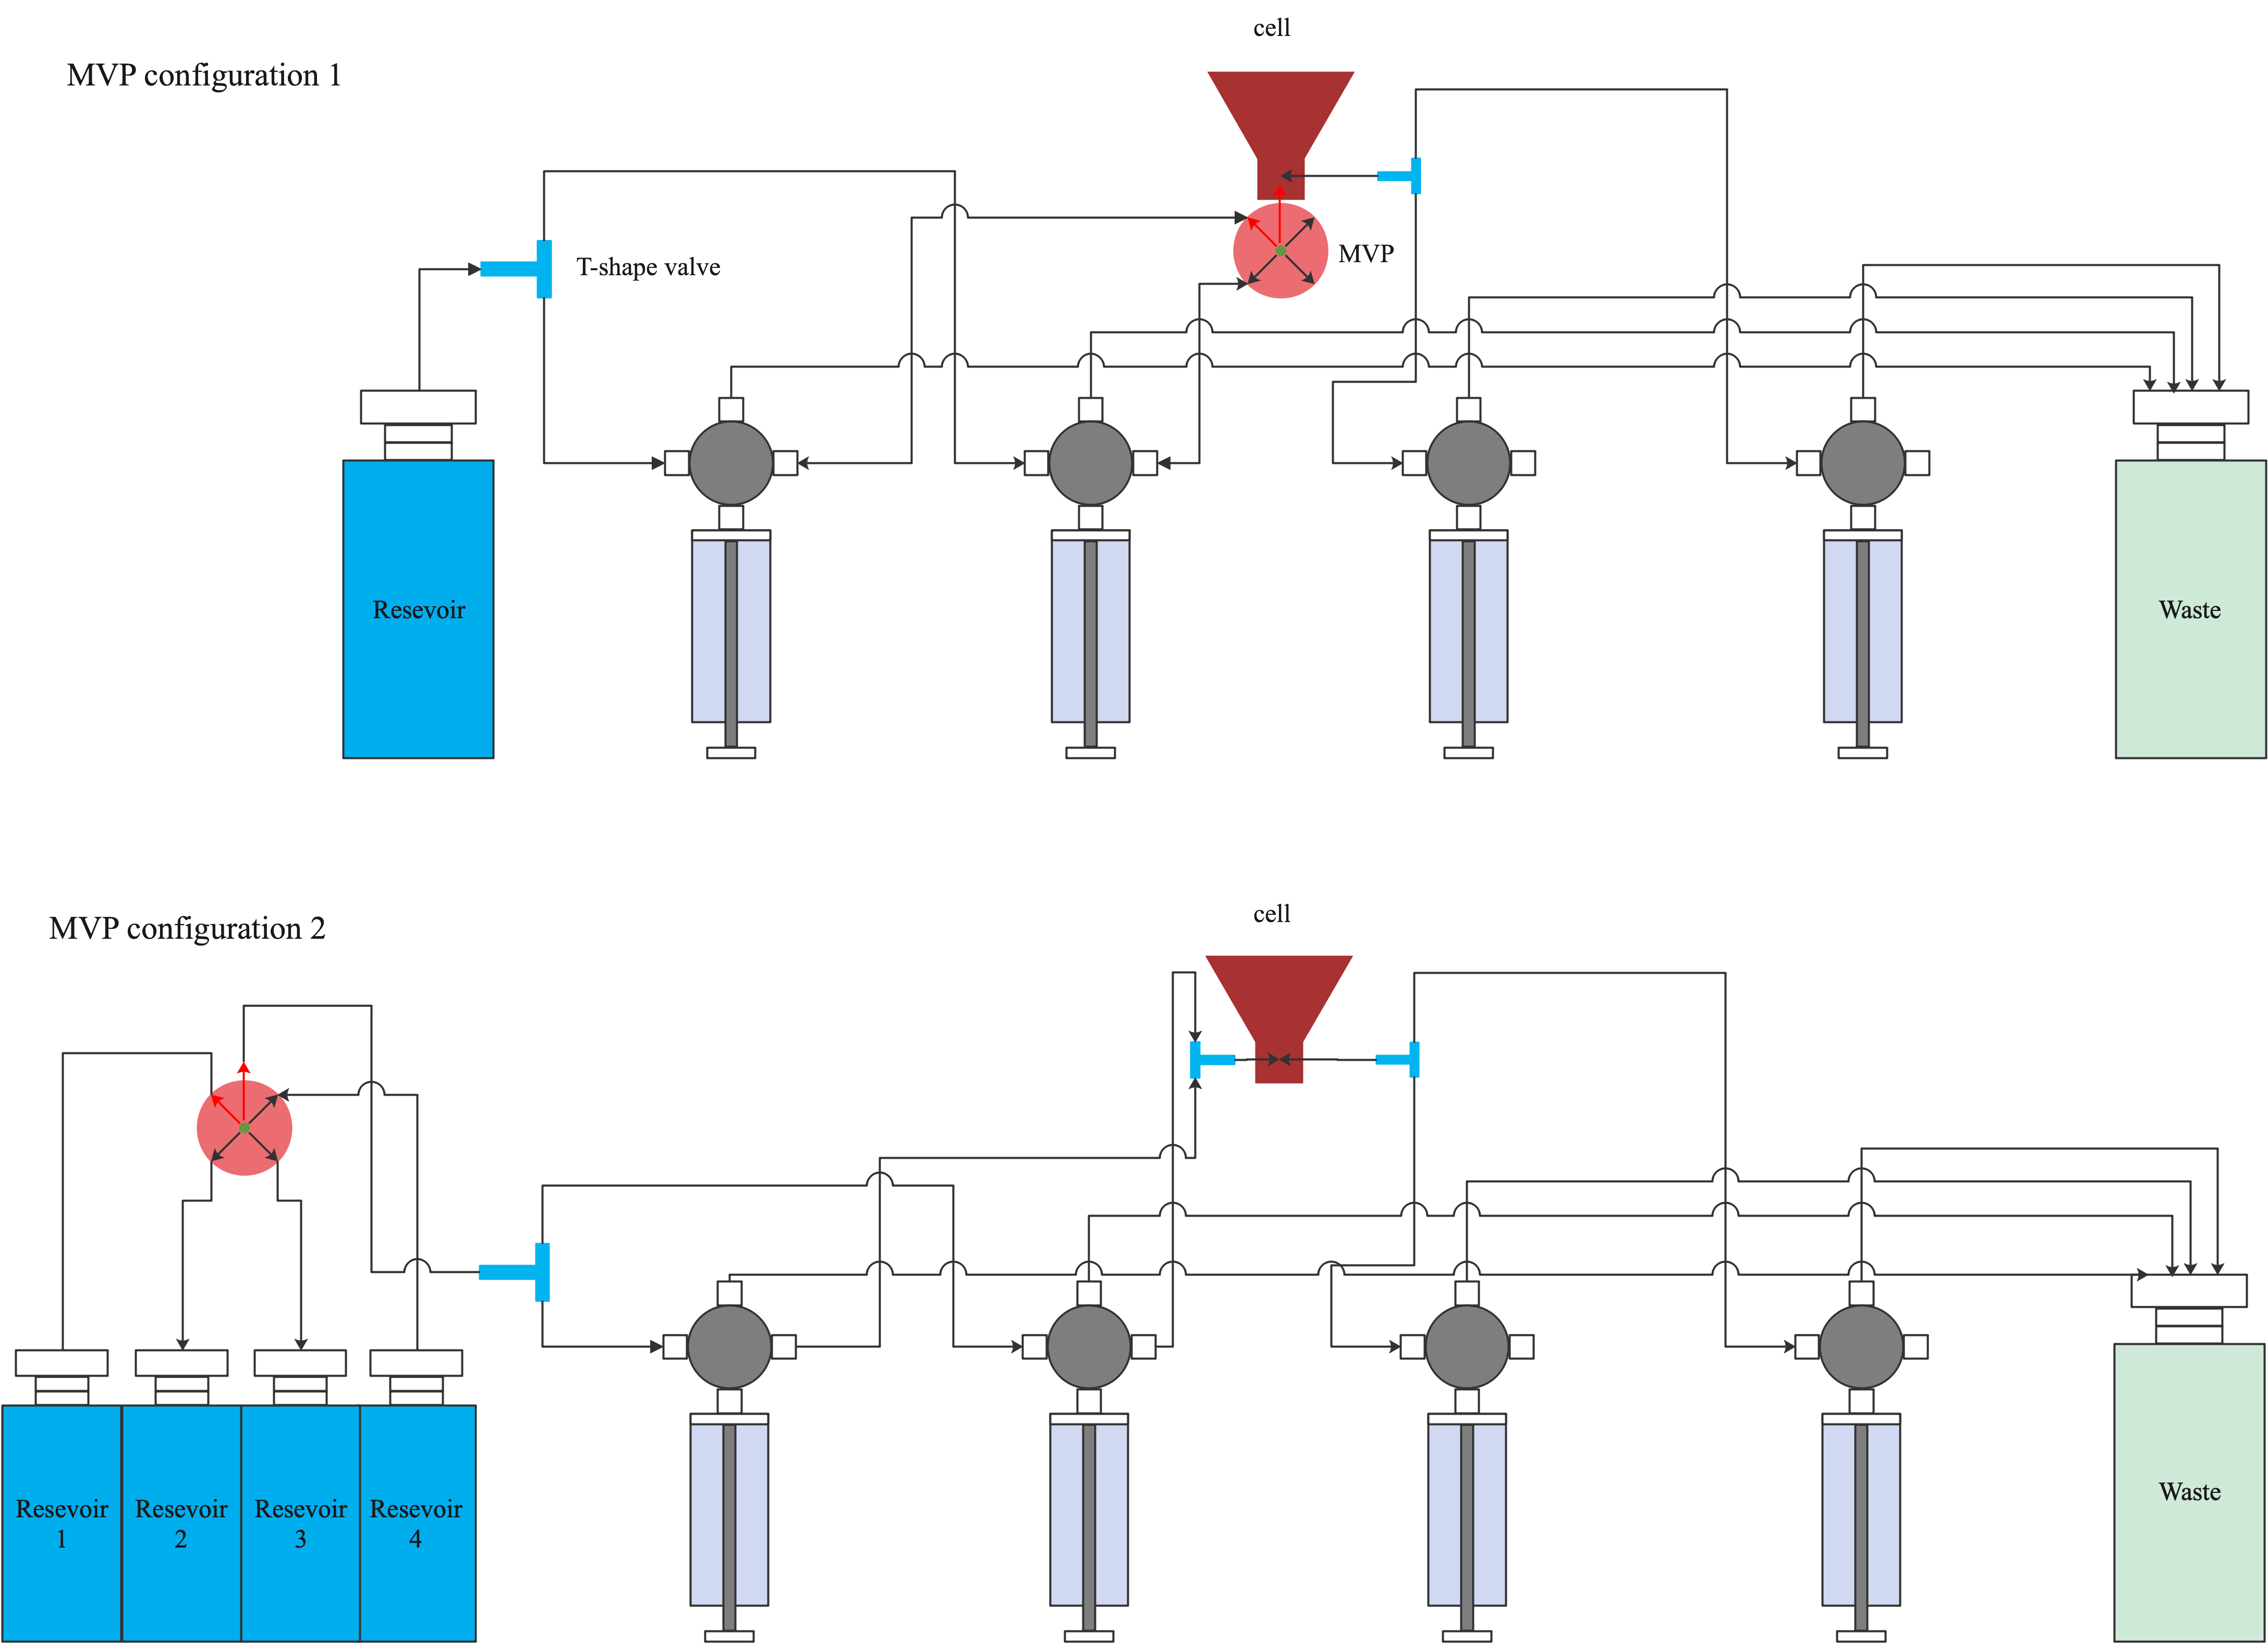 cell
MVP configuration 1
MVP
T-shape valve
Resevoir
Waste
cell
MVP configuration 2
Resevoir
1
Resevoir
2
Resevoir
3
Resevoir
4
Waste